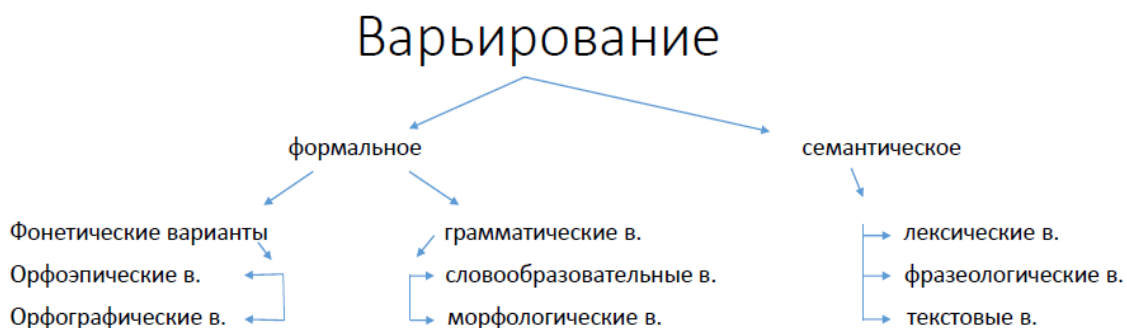 Варьирование
формальное
семантическое
Фонетические варианты
грамматические в.
лексические в.
Орфоэпические в.
словообразовательные в.
фразеологические в.
Орфографические в.
морфологические в.
текстовые в.